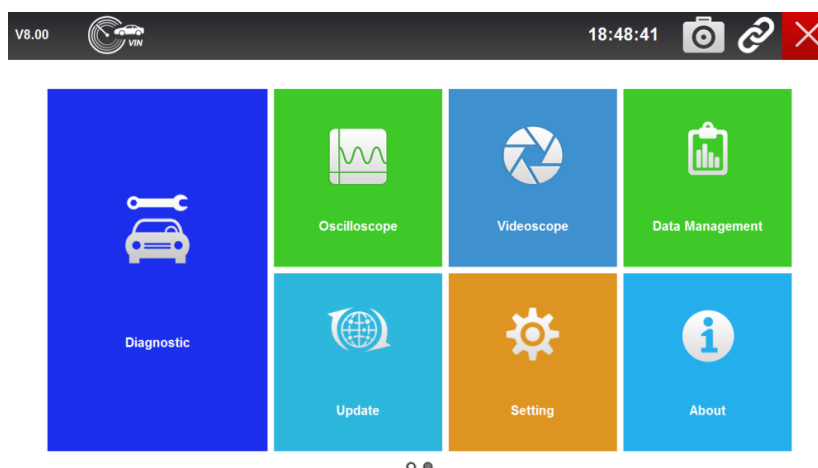 V8.00
VIN
18:48:41
Diagnostic
Oscilloscope
Videoscope
Data Management
Update
Setting
About